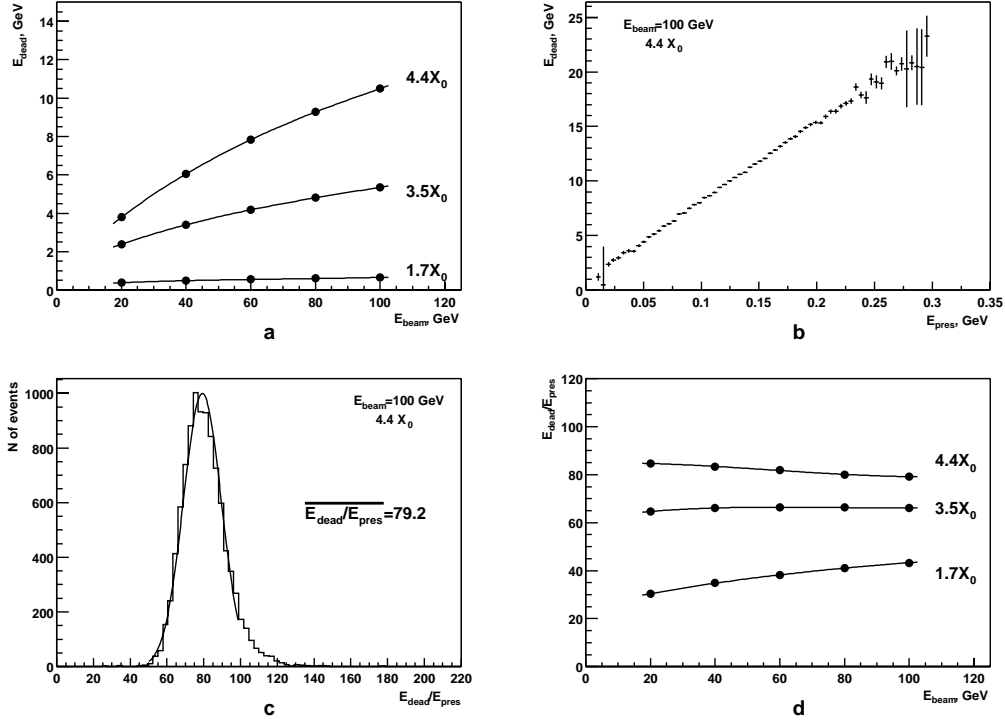 E_dead, GeV
14
12
10
8
6
4
2
0
4.4X_0
3.5X_0
1.7X_0
0 20 40 60 80 100 120
E_beam, GeV
a
E_dead, GeV
25
20
15
10
5
0
E_beam=100 GeV
4.4 X_0
0 0.05 0.1 0.15 0.2 0.25 0.3 0.35
E_pres, GeV
b
N of events
1000
800
600
400
200
0
E_beam=100 GeV
4.4 X_0
E_dead/E_pres=79.2
0 20 40 60 80 100 120 140 160 180 200 220
E_dead/E_pres
c
E_dead/E_pres
120
100
80
60
40
20
0
4.4X_0
3.5X_0
1.7X_0
0 20 40 60 80 100 120
E_beam, GeV
d